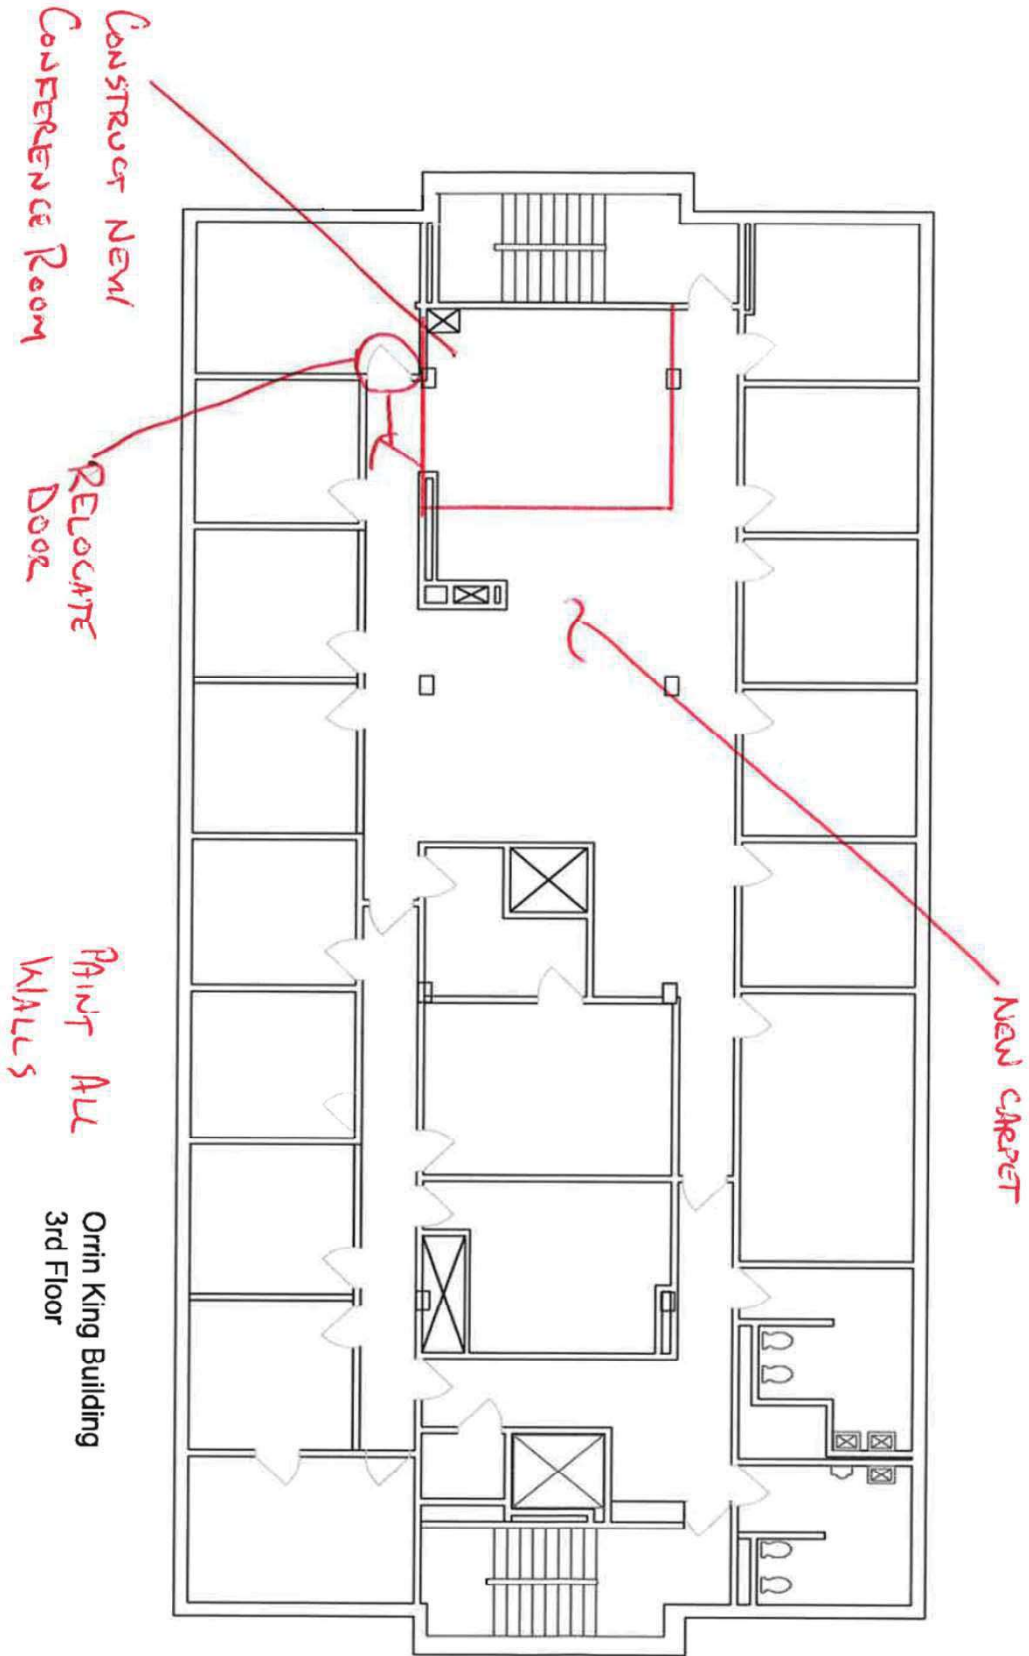 CONSTRUCT NEW
CONFERENCE ROOM
RELOCATE
DOOR
NEW CARPET
PAINT ALL
WALLS
Orrin King Building
3rd Floor